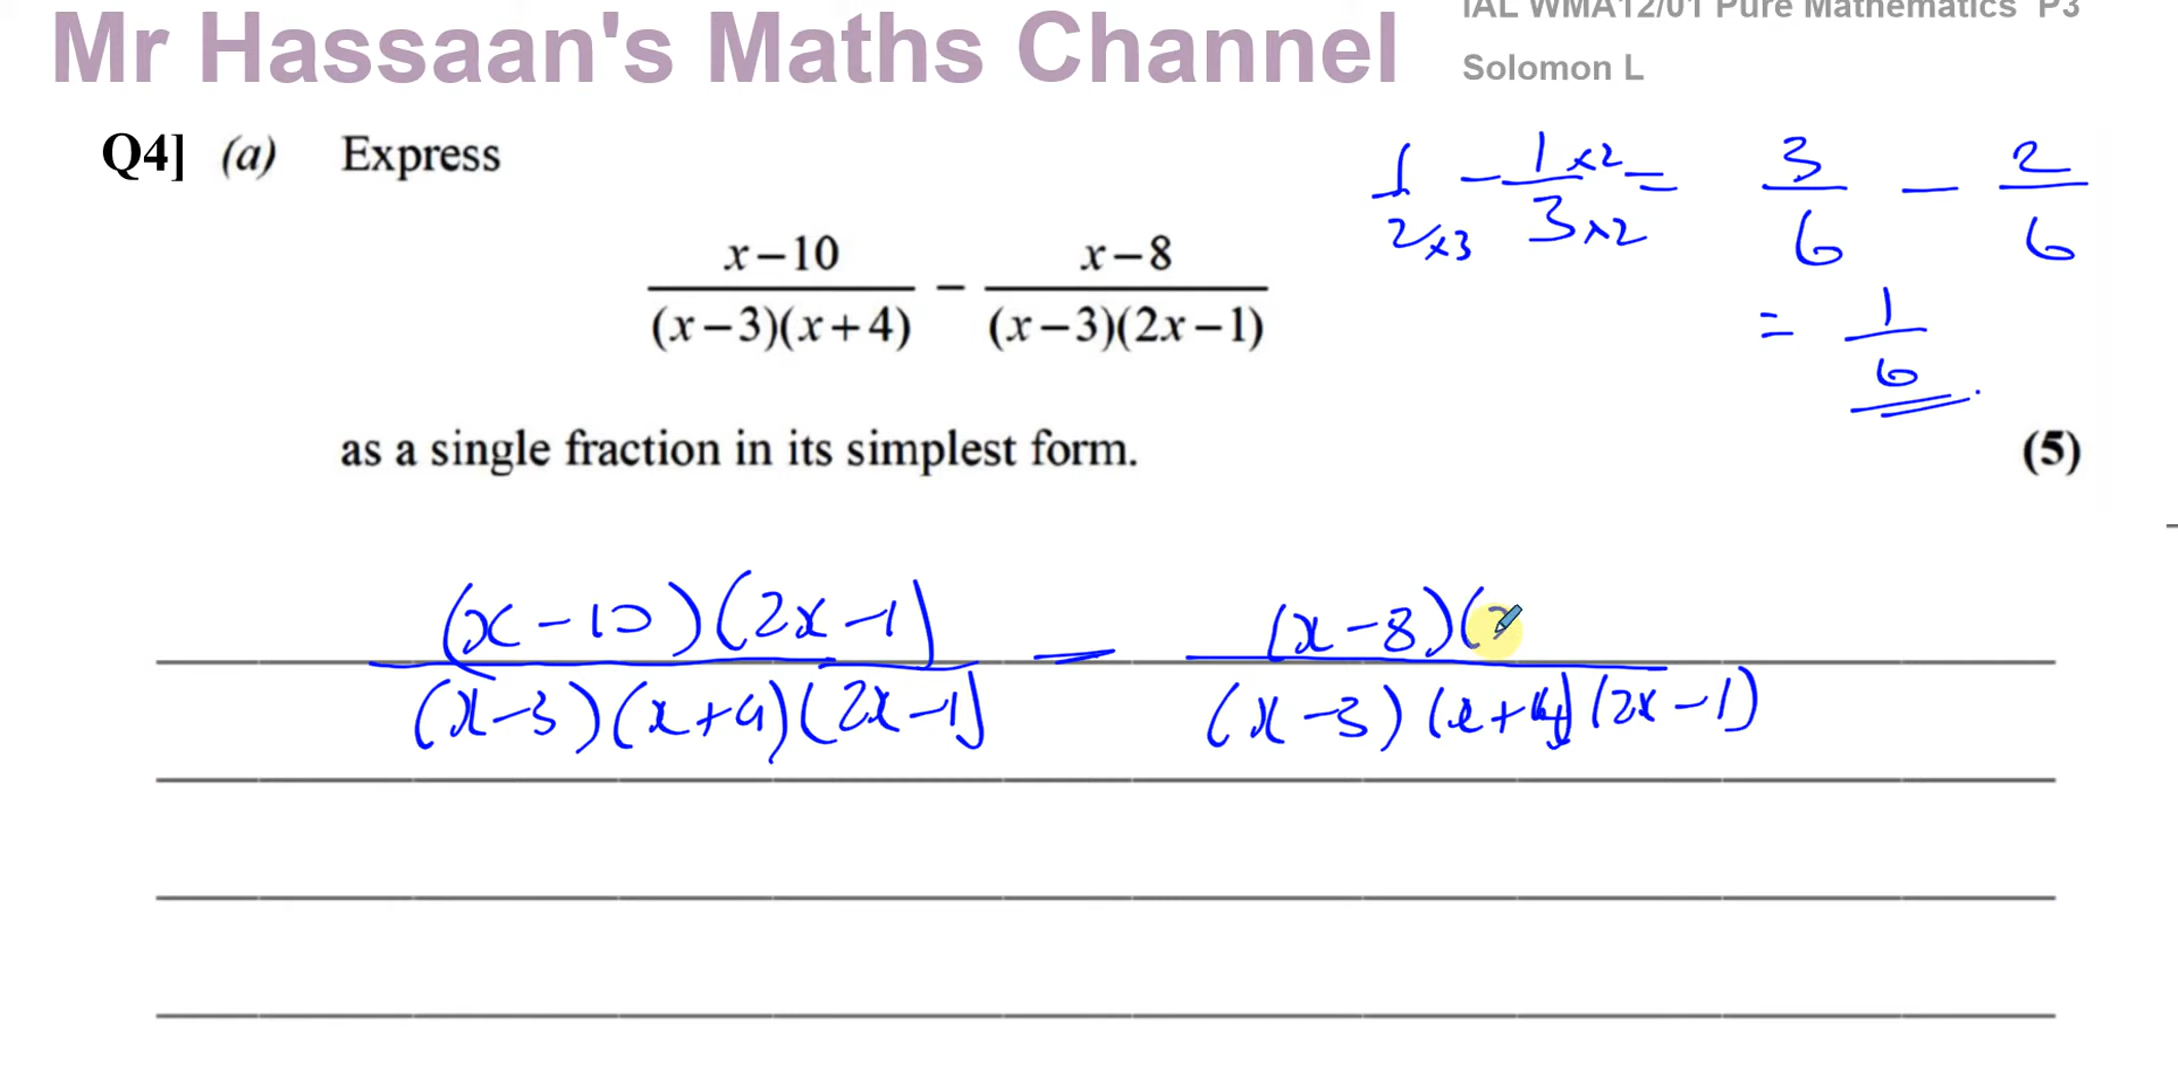 Mr Hassaan's Maths Channel
IAL WMA12/01 Pure Mathematics P3
Solomon L
Q4] (a) Express
x−10 / (x−3)(x+4) − x−8 / (x−3)(2x−1)
1 / 2×3 − 1×2 / 3×2 = 3/6 − 2/6
= 1/6
as a single fraction in its simplest form.
(5)
(x−10)(2x−1) / (x−3)(x+4)(2x−1) − (x−8)( / (x−3)(x+4)(2x−1)